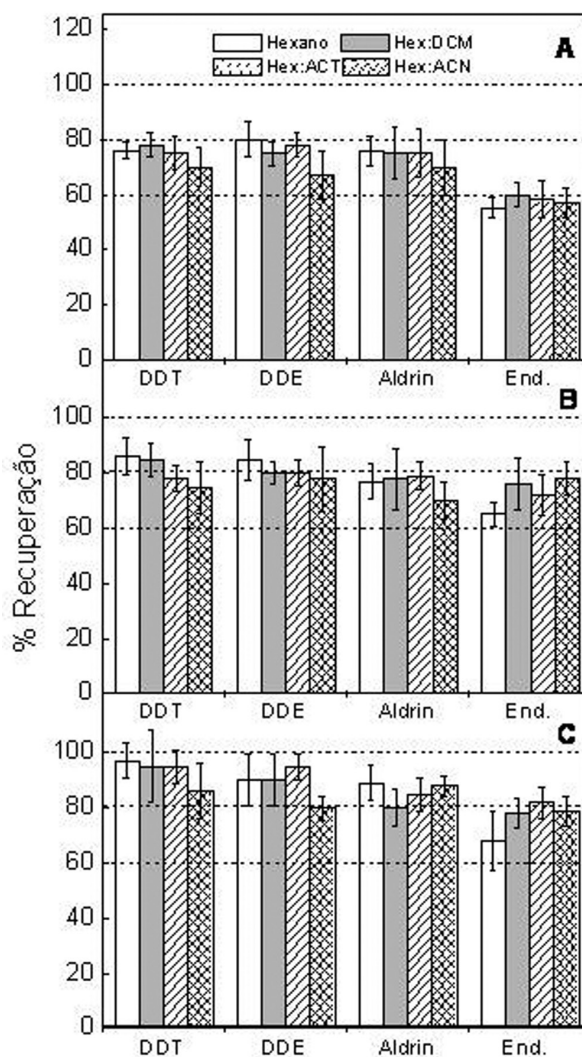 120
Hexano Hex:DCM A
Hex:ACT Hex:ACN
100
80
60
40
20
0
DDT DDE Aldrin End.
B
100
80
60
40
20
0
DDT DDE Aldrin End.
C
100
80
60
40
20
0
DDT DDE Aldrin End.
% Recuperação